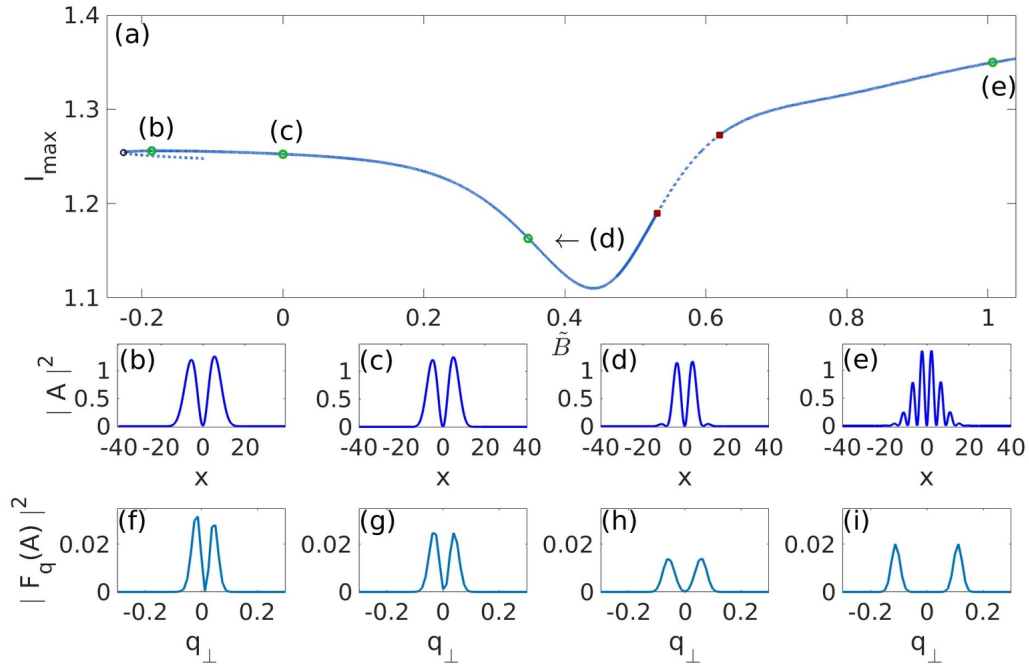 (a)
1.4
1.3
1.2
1.1
I_max
(b)
(c)
← (d)
(e)
-0.2 0 0.2 0.4 0.6 0.8 1
B̃
| A |^2
(b) (c) (d) (e)
1
0.5
0
1
0.5
0
1
0.5
0
1
0.5
0
-40 -20 0 20 -40 -20 0 20 -40 -20 0 20 40 -40 -20 0 20 40
x x x x
| F_q(A) |^2
(f) (g) (h) (i)
0.02
0
0.02
0
0.02
0
0.02
0
-0.2 0 0.2 -0.2 0 0.2 -0.2 0 0.2 -0.2 0 0.2
q_⊥ q_⊥ q_⊥ q_⊥